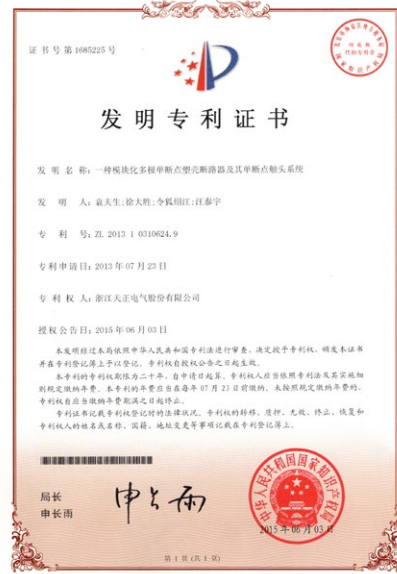 证书号第1685225号
发明专利证书
发明名称：一种模块化多极单断点塑壳断路器及其单断点触头系统
发明人：袁天生;徐大胜;令狐绍江;汪泰宇
专利号：ZL 2013 1 0310624.9
专利申请日：2013年07月23日
专利权人：浙江天正电气股份有限公司
授权公告日：2015年06月03日
本发明经过本局依照中华人民共和国专利法进行审查，决定授予专利权，颁发本证书
并在专利登记簿上予以登记。专利权自授权公告之日起生效。
本专利的专利权期限为二十年，自申请日起算。专利权人应当依照专利法及其实施细
则规定缴纳年费。本专利的年费应当在每年07月23日前缴纳。未按照规定缴纳年费的，
专利权自应当缴纳年费期满之日起终止。
专利证书记载专利权登记时的法律状况。专利权的转移、质押、无效、终止、恢复和
专利权人的姓名或名称、国籍、地址变更等事项记载在专利登记簿上。
局长
申长雨
申长雨
中华人民共和国国家知识产权局
2015年06月03日
第1页(共1页)